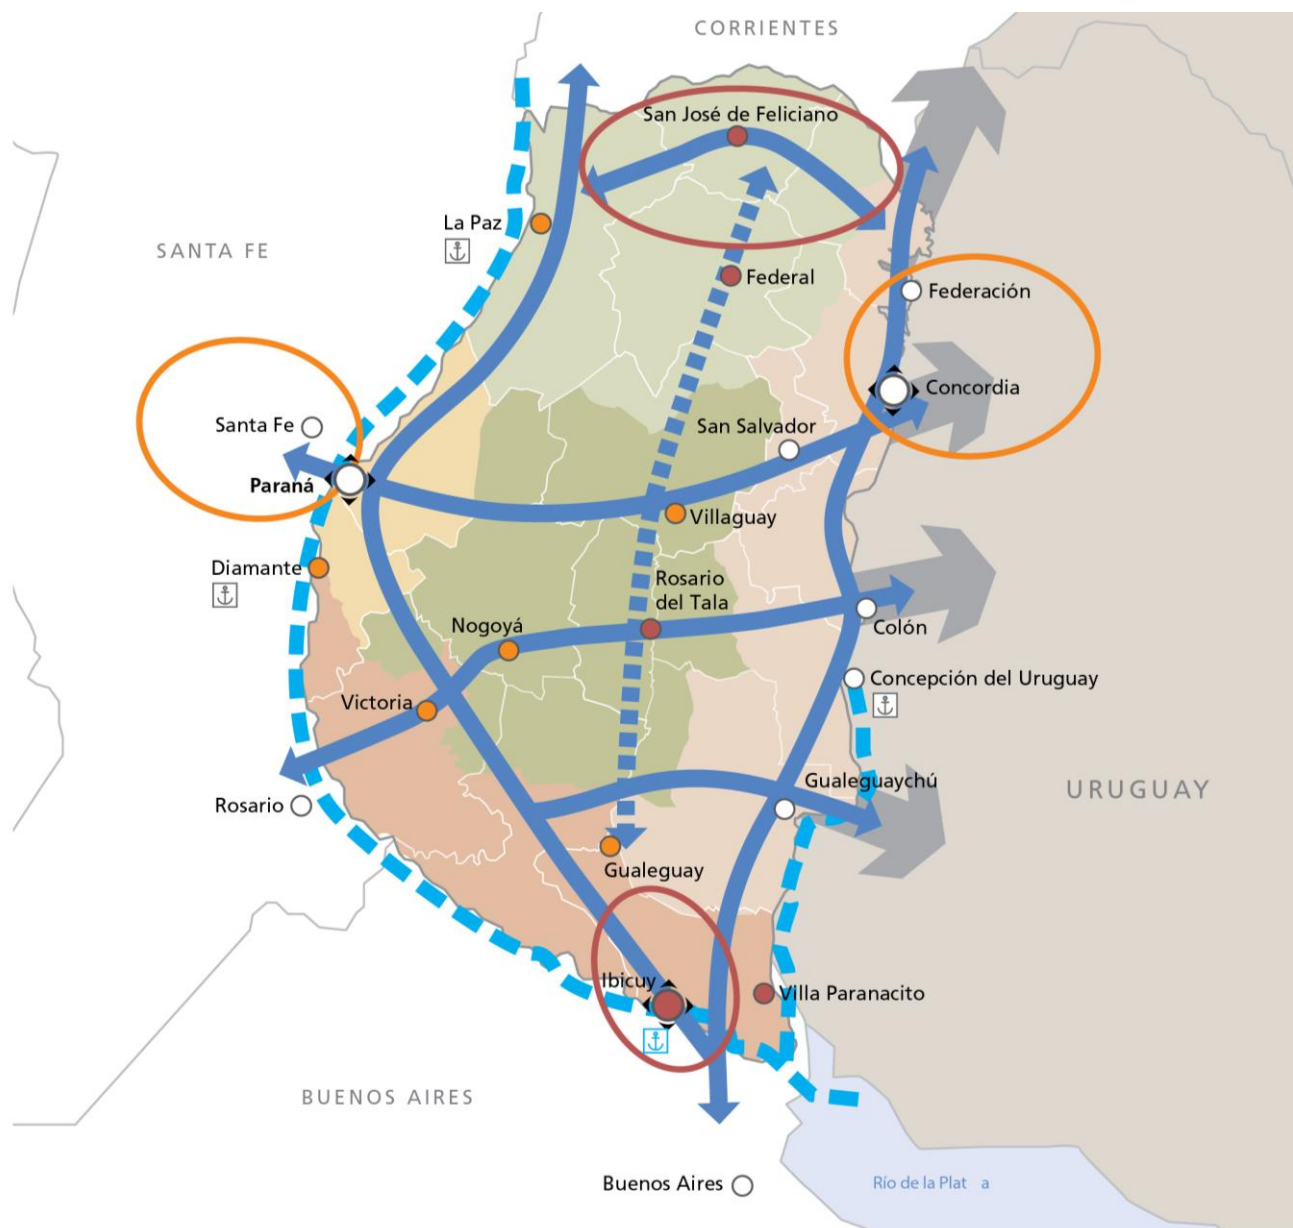 CORRIENTES
San José de Feliciano
La Paz
SANTA FE
Federal
Federación
Concordia
Santa Fe
San Salvador
Paraná
Villaguay
Diamante
Rosario
del Tala
Nogoyá
Colón
Concepción del Uruguay
Victoria
Gualeguaychú
URUGUAY
Rosario
Gualeguay
Ibicuy
Villa Paranacito
BUENOS AIRES
Buenos Aires
Río de la Plat a